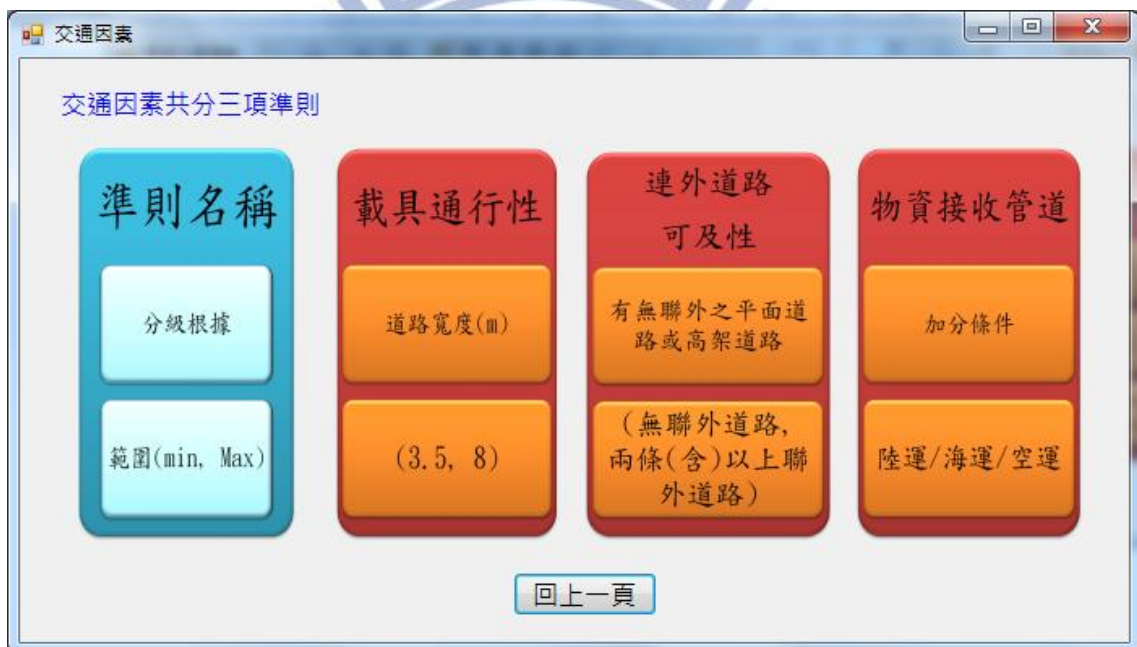 交通因素
交通因素共分三項準則
準則名稱
分級根據
範圍(min, Max)
載具通行性
道路寬度(m)
(3.5, 8)
連外道路
可及性
有無聯外之平面道
路或高架道路
(無聯外道路,
兩條(含)以上聯
外道路)
物資接收管道
加分條件
陸運/海運/空運
回上一頁